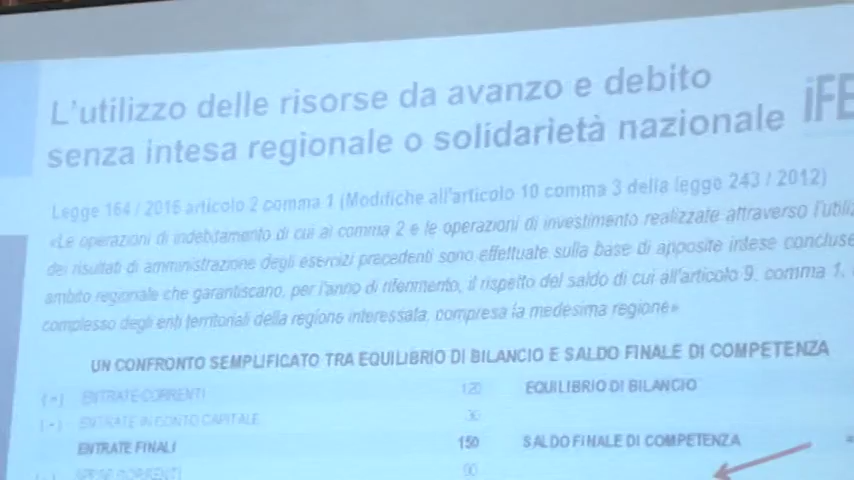 L'utilizzo delle risorse da avanzo e debito
senza intesa regionale o solidarietà nazionale
iFE
Legge 164 / 2016 articolo 2 comma 1 (Modifiche all'articolo 10 comma 3 della legge 243 / 2012)
«Le operazioni di indebitamento di cui al comma 2 e le operazioni di investimento realizzate attraverso l'utiliz
dei risultati di amministrazione degli esercizi precedenti sono effettuate sulla base di apposite intese concluse
ambito regionale che garantiscano, per l'anno di riferimento, il rispetto del saldo di cui all'articolo 9, comma 1,
complesso degli enti territoriali della regione interessata, compresa la medesima regione»
UN CONFRONTO SEMPLIFICATO TRA EQUILIBRIO DI BILANCIO E SALDO FINALE DI COMPETENZA
(+) ENTRATE CORRENTI 120 EQUILIBRIO DI BILANCIO
(+) ENTRATE IN CONTO CAPITALE 30
ENTRATE FINALI 150 SALDO FINALE DI COMPETENZA
SPESE CORRENTI 90